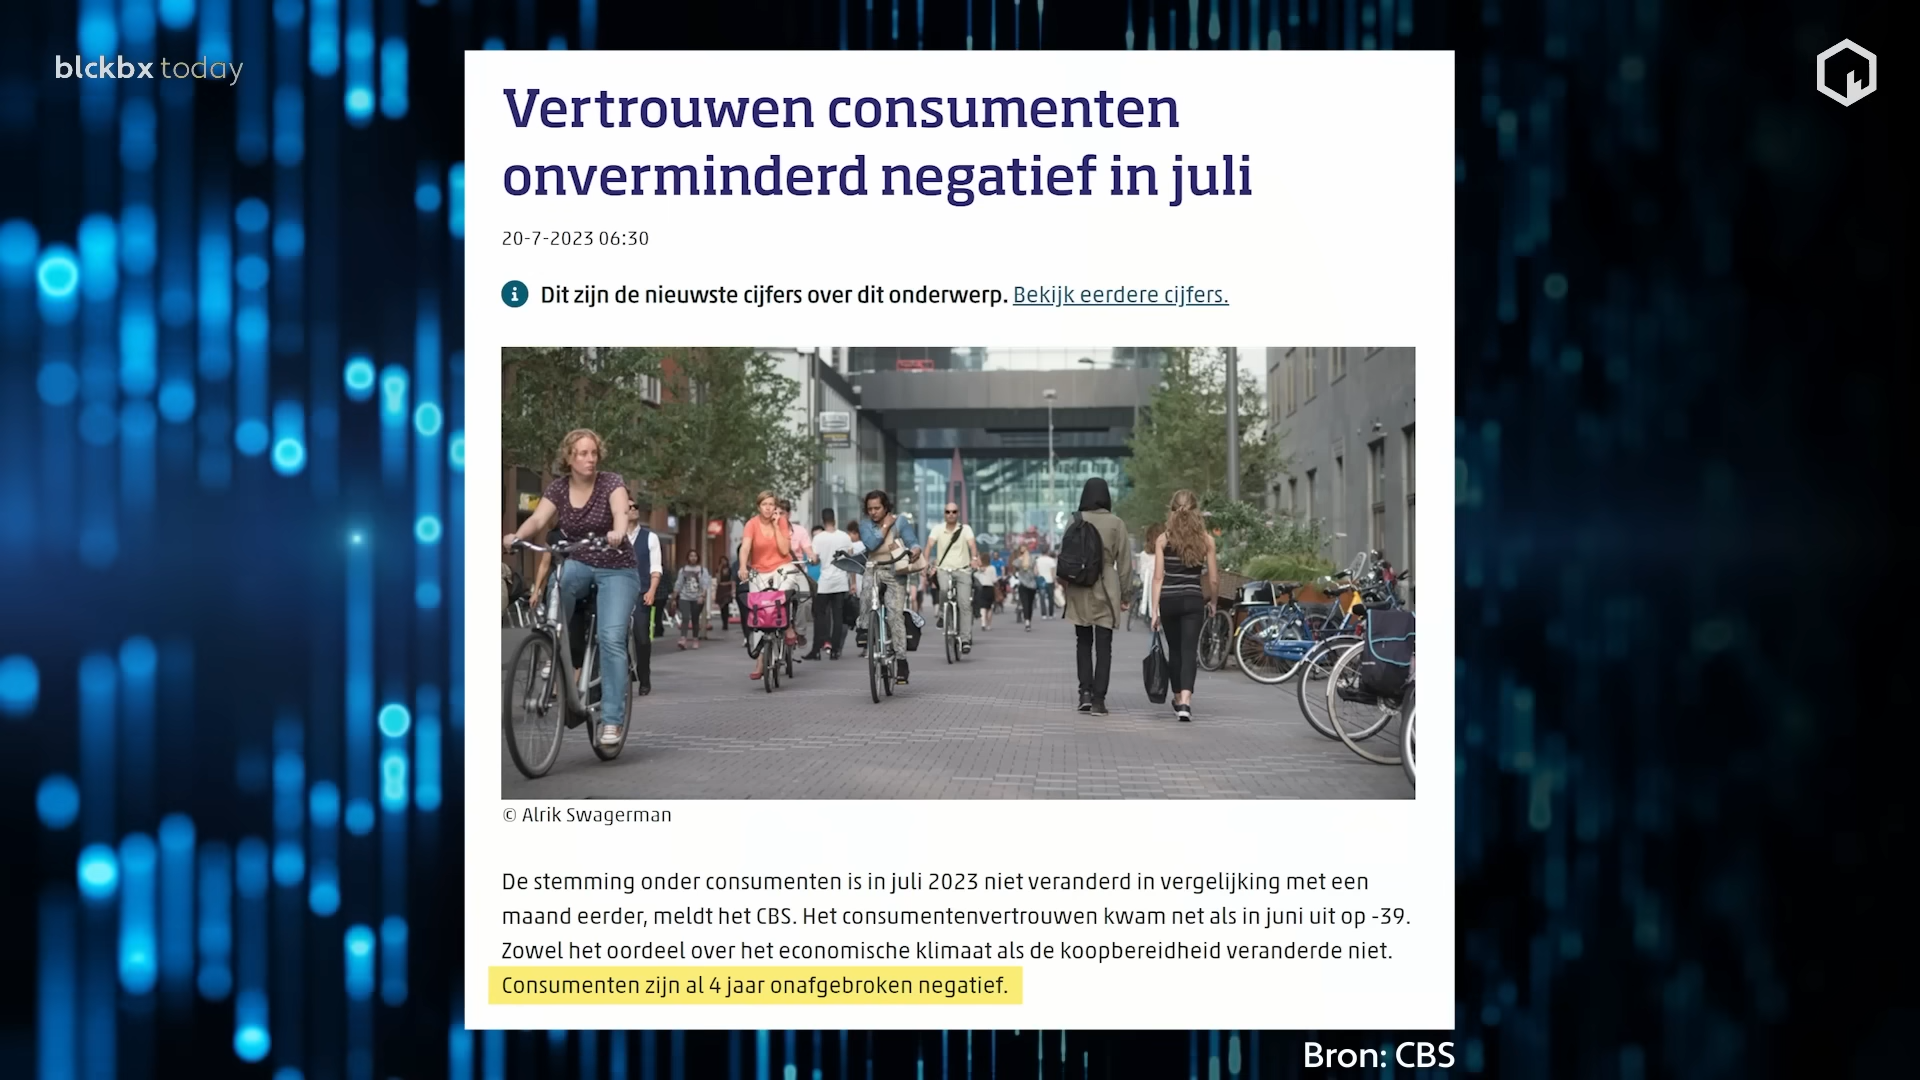 blckbx today
Vertrouwen consumenten
onverminderd negatief in juli
20-7-2023 06:30
Dit zijn de nieuwste cijfers over dit onderwerp. Bekijk eerdere cijfers.
© Alrik Swagerman
De stemming onder consumenten is in juli 2023 niet veranderd in vergelijking met een
maand eerder, meldt het CBS. Het consumentenvertrouwen kwam net als in juni uit op -39.
Zowel het oordeel over het economische klimaat als de koopbereidheid veranderde niet.
Consumenten zijn al 4 jaar onafgebroken negatief.
Bron: CBS